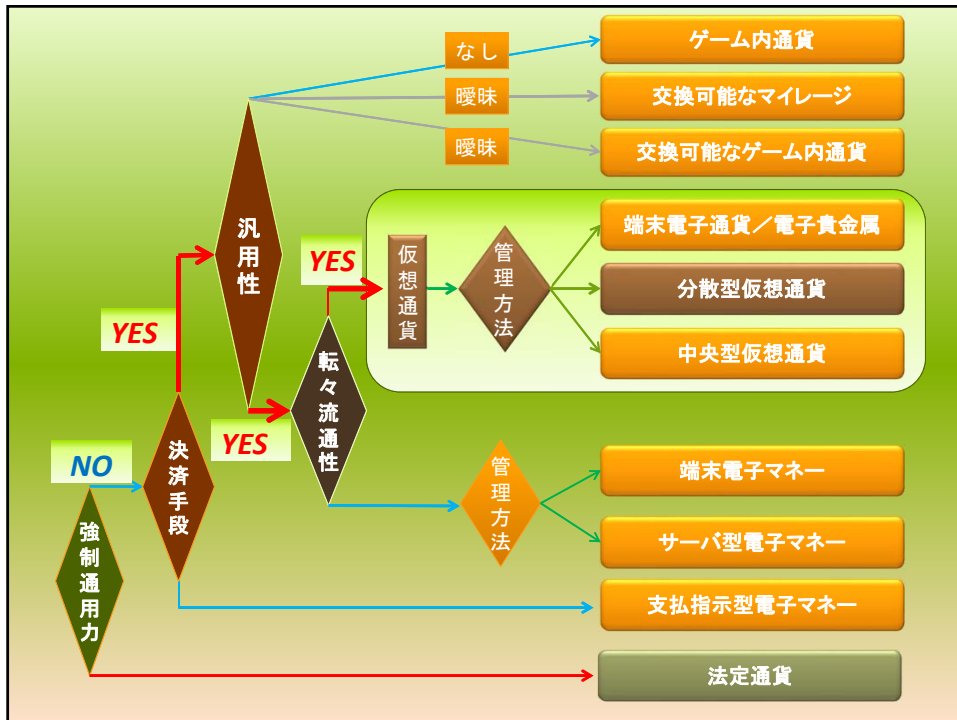 なし
ゲーム内通貨
曖昧
交換可能なマイレージ
曖昧
交換可能なゲーム内通貨
汎用性
YES
仮想通貨
管理方法
端末電子通貨／電子貴金属
分散型仮想通貨
中央型仮想通貨
YES
転々流通性
YES
NO
決済手段
管理方法
端末電子マネー
サーバ型電子マネー
強制通用力
支払指示型電子マネー
法定通貨